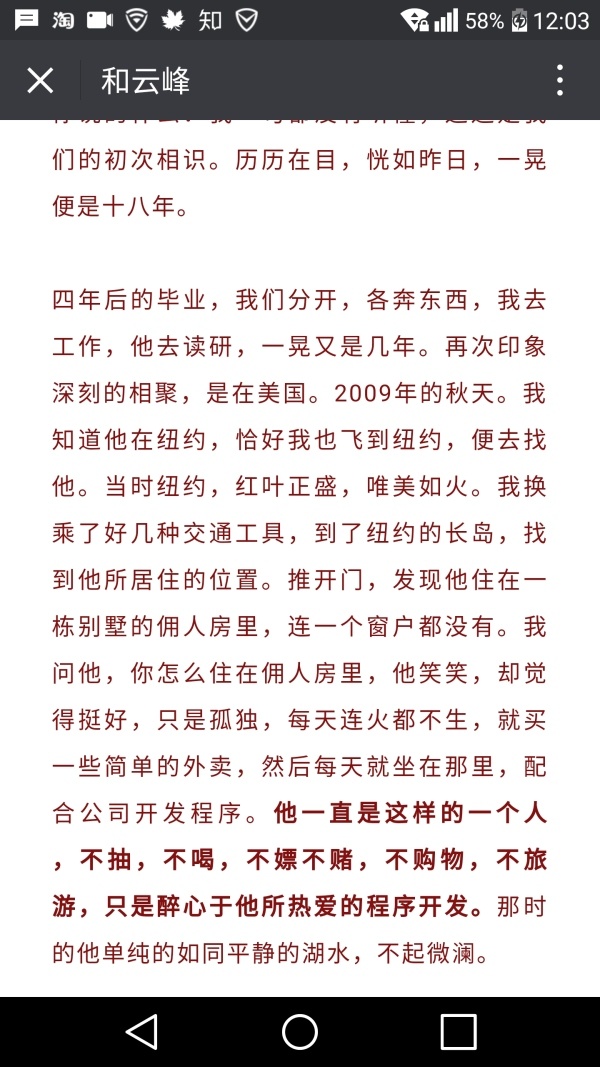 淘
知
58%
12:03
和云峰
们的初次相识。历历在目，恍如昨日，一晃
便是十八年。
四年后的毕业，我们分开，各奔东西，我去
工作，他去读研，一晃又是几年。再次印象
深刻的相聚，是在美国。2009年的秋天。我
知道他在纽约，恰好我也飞到纽约，便去找
他。当时纽约，红叶正盛，唯美如火。我换
乘了好几种交通工具，到了纽约的长岛，找
到他所居住的位置。推开门，发现他住在一
栋别墅的佣人房里，连一个窗户都没有。我
问他，你怎么住在佣人房里，他笑笑，却觉
得挺好，只是孤独，每天连火都不生，就买
一些简单的外卖，然后每天就坐在那里，配
合公司开发程序。他一直是这样的一个人
，不抽，不喝，不嫖不赌，不购物，不旅
游，只是醉心于他所热爱的程序开发。那时
的他单纯的如同平静的湖水，不起微澜。